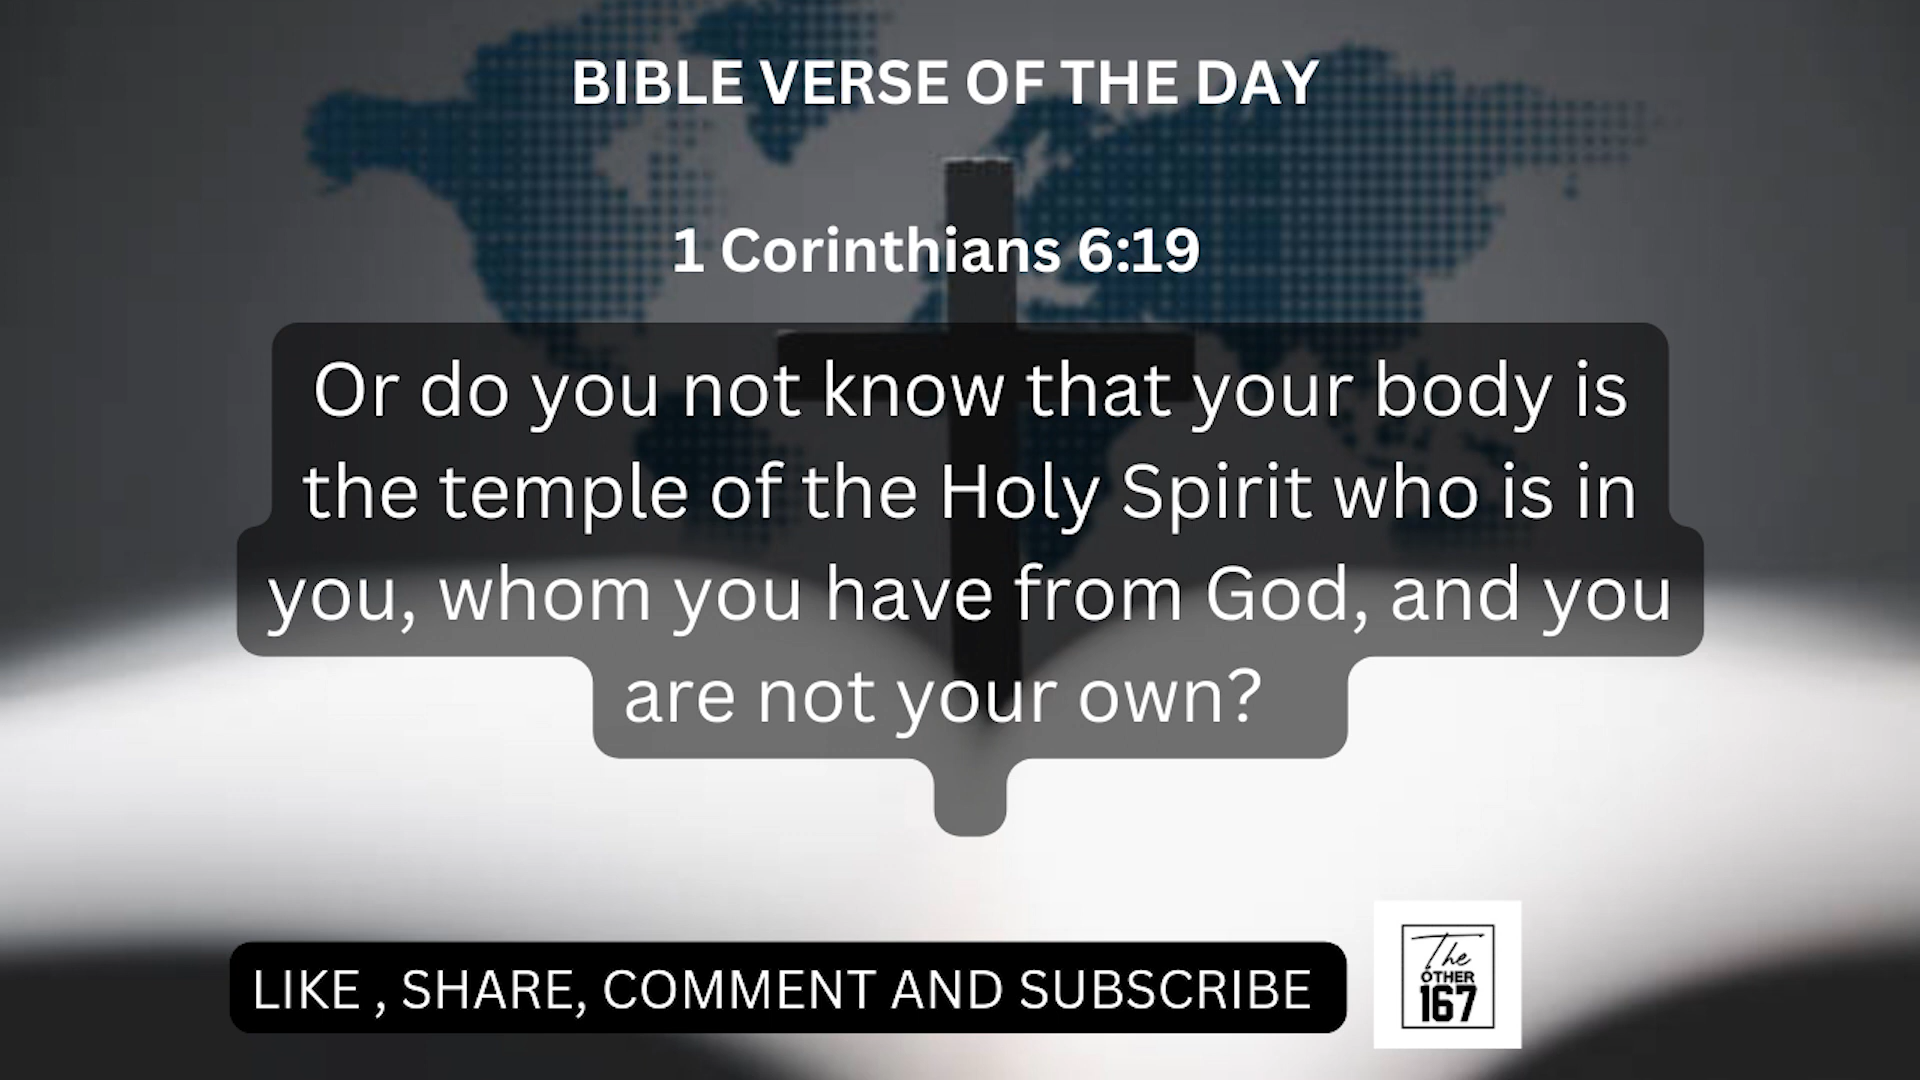 BIBLE VERSE OF THE DAY
1 Corinthians 6:19
Or do you not know that your body is
the temple of the Holy Spirit who is in
you, whom you have from God, and you
are not your own?
LIKE , SHARE, COMMENT AND SUBSCRIBE
The
OTHER
167